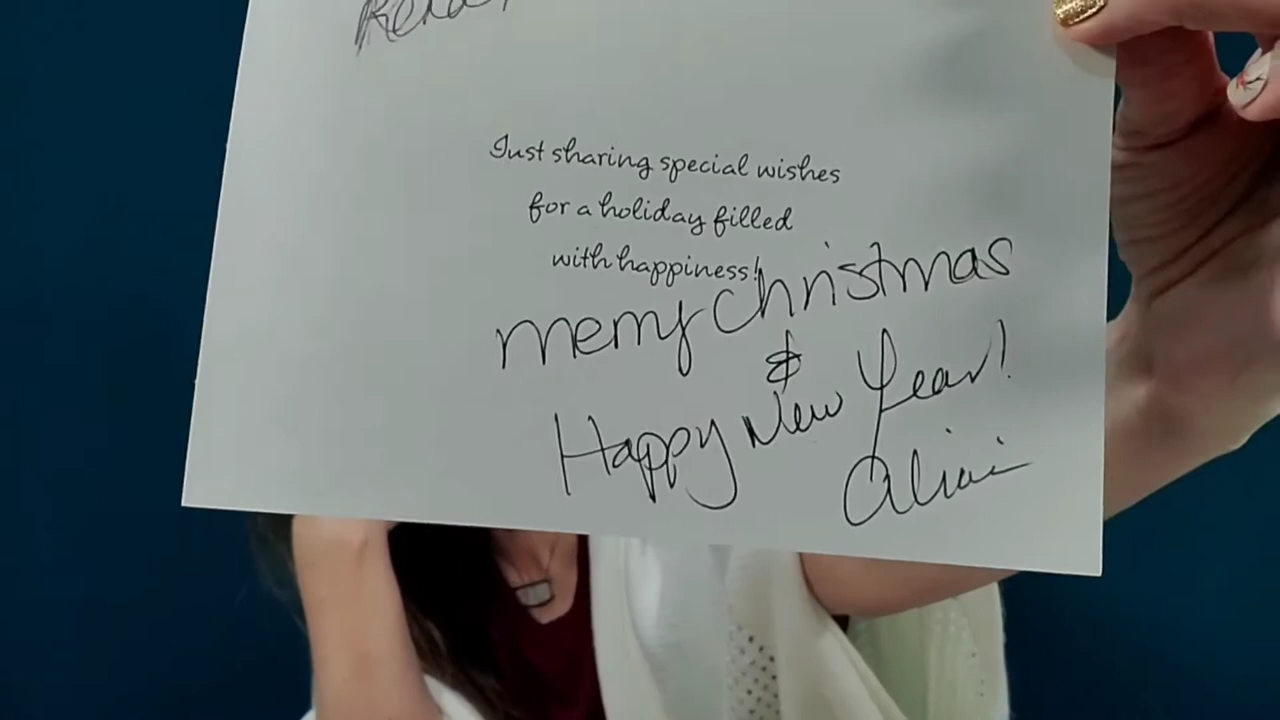 Just sharing special wishes
for a holiday filled
with happiness!
Merry Christmas
&
Happy New Year!